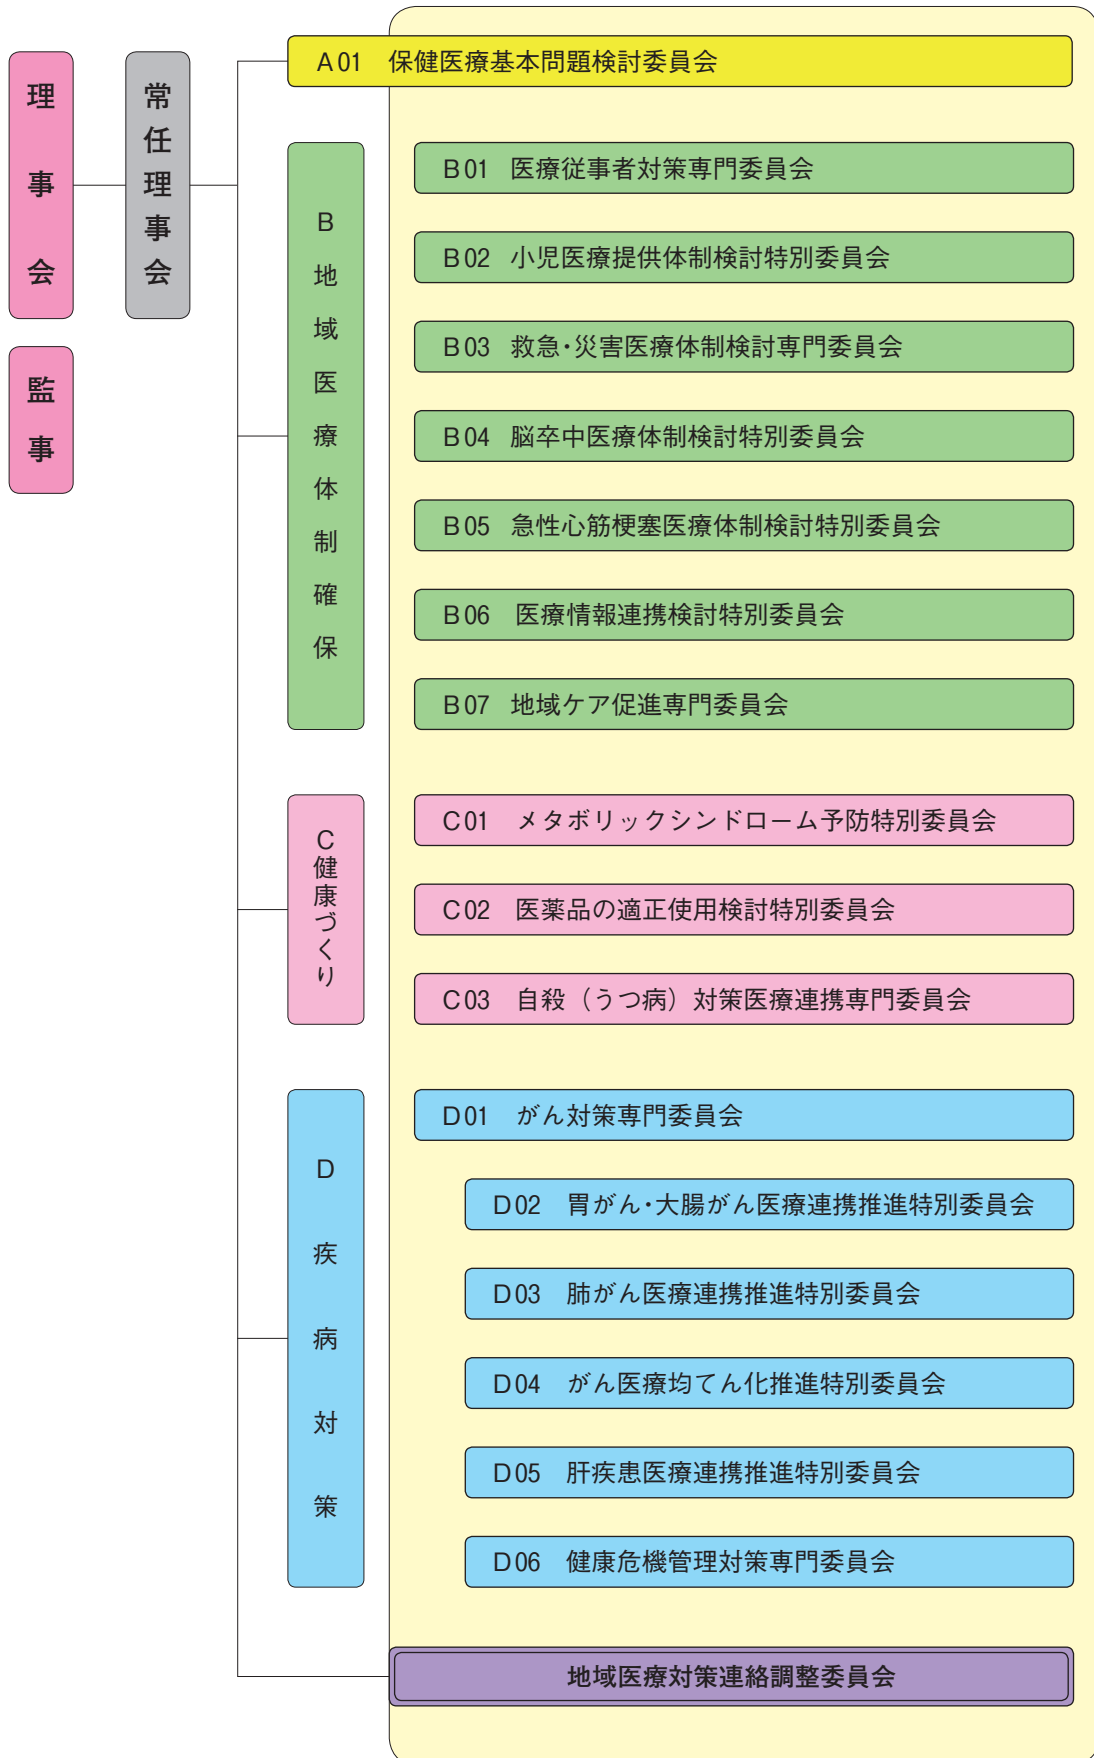 理事会
監事
常任理事会
A01 保健医療基本問題検討委員会
B地域医療体制確保
B01 医療従事者対策専門委員会
B02 小児医療提供体制検討特別委員会
B03 救急・災害医療体制検討専門委員会
B04 脳卒中医療体制検討特別委員会
B05 急性心筋梗塞医療体制検討特別委員会
B06 医療情報連携検討特別委員会
B07 地域ケア促進専門委員会
C健康づくり
C01 メタボリックシンドローム予防特別委員会
C02 医薬品の適正使用検討特別委員会
C03 自殺（うつ病）対策医療連携専門委員会
D疾病対策
D01 がん対策専門委員会
D02 胃がん・大腸がん医療連携推進特別委員会
D03 肺がん医療連携推進特別委員会
D04 がん医療均てん化推進特別委員会
D05 肝疾患医療連携推進特別委員会
D06 健康危機管理対策専門委員会
地域医療対策連絡調整委員会